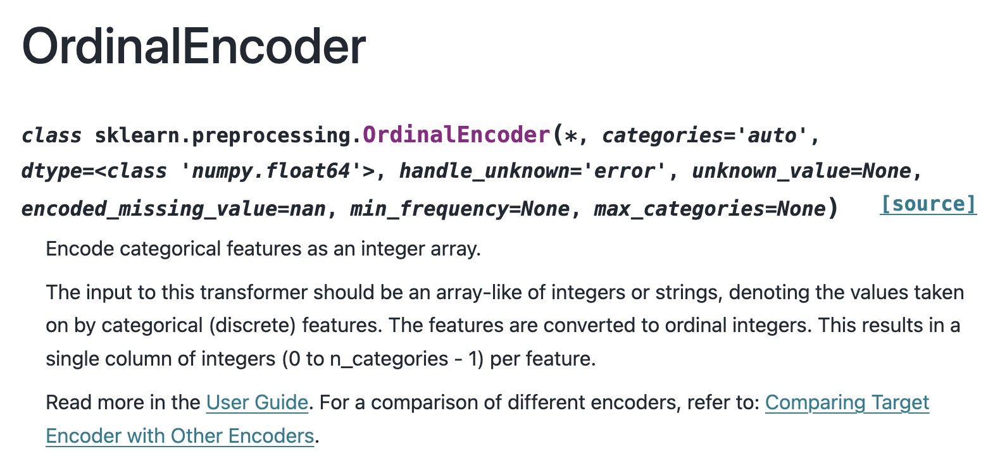 OrdinalEncoder
class sklearn.preprocessing.OrdinalEncoder(*, categories='auto',
dtype=<class 'numpy.float64'>, handle_unknown='error', unknown_value=None,
encoded_missing_value=nan, min_frequency=None, max_categories=None) [source]
Encode categorical features as an integer array.
The input to this transformer should be an array-like of integers or strings, denoting the values taken
on by categorical (discrete) features. The features are converted to ordinal integers. This results in a
single column of integers (0 to n_categories - 1) per feature.
Read more in the User Guide. For a comparison of different encoders, refer to: Comparing Target
Encoder with Other Encoders.